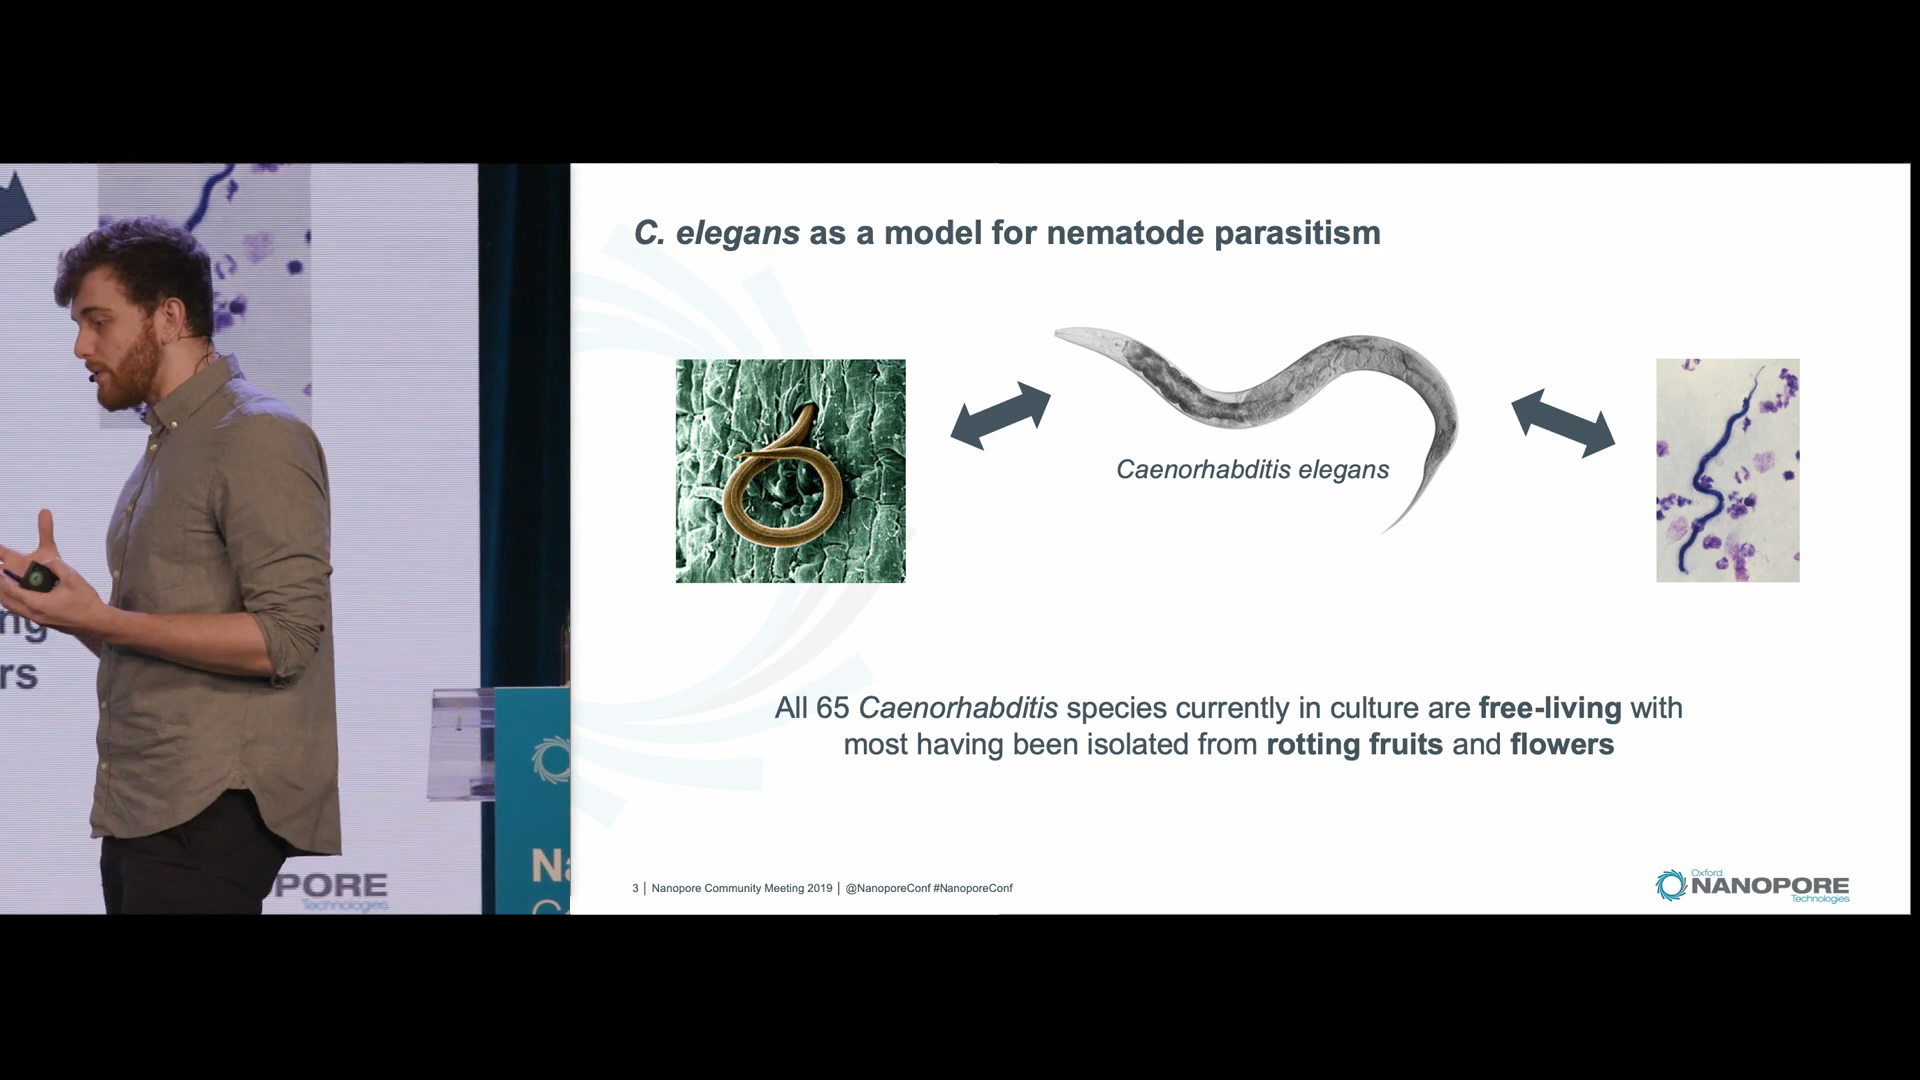 C. elegans as a model for nematode parasitism
Caenorhabditis elegans
All 65 Caenorhabditis species currently in culture are free-living with
most having been isolated from rotting fruits and flowers
3 | Nanopore Community Meeting 2019 | @NanoporeConf #NanoporeConf
Oxford
NANOPORE
Technologies
ng
rs
PORE
Technologies
Na